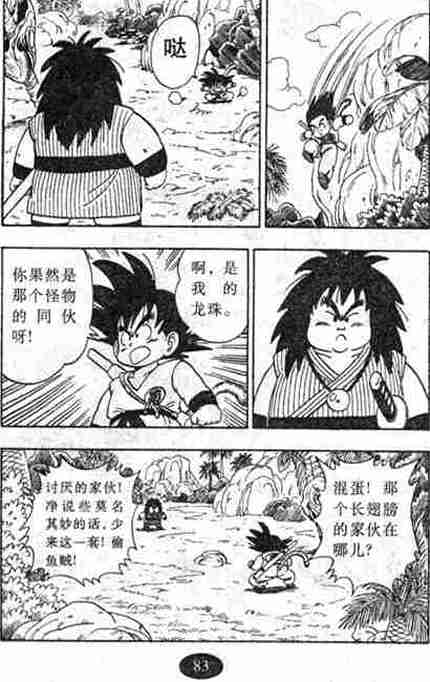 哒
啊，是
我的
龙珠。
你果然是
那个怪物
的同伙
呀!
混蛋! 那
个长翅膀
的家伙在
哪儿?
讨厌的家伙!
净说些莫名
其妙的话，少
来这一套! 偷
鱼贼!
83